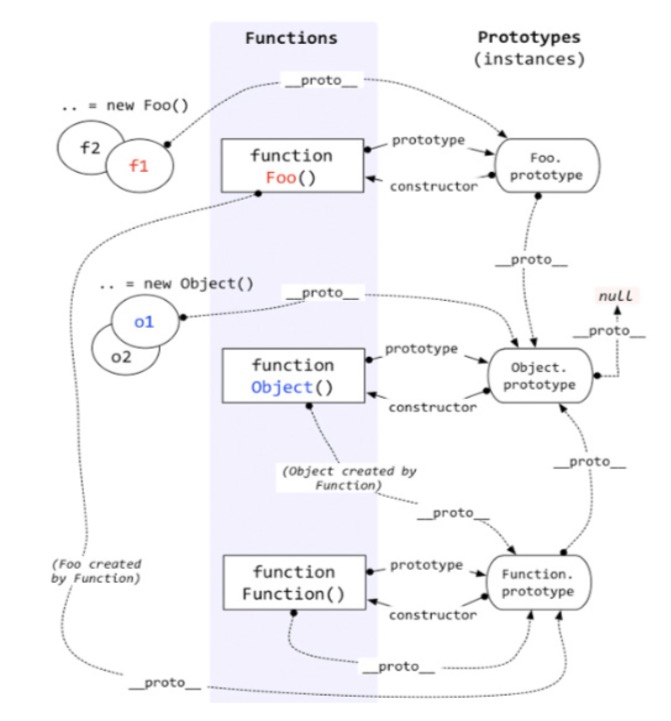 Functions
Prototypes
(instances)
__proto__
.. = new Foo()
f2
f1
function
Foo()
prototype
constructor
Foo.
prototype
__proto__
.. = new Object()
__proto__
null
__proto__
o1
o2
function
Object()
prototype
constructor
Object.
prototype
(Object created by
Function)
__proto__
__proto__
(Foo created
by Function)
function
Function()
prototype
constructor
Function.
prototype
__proto__
__proto__